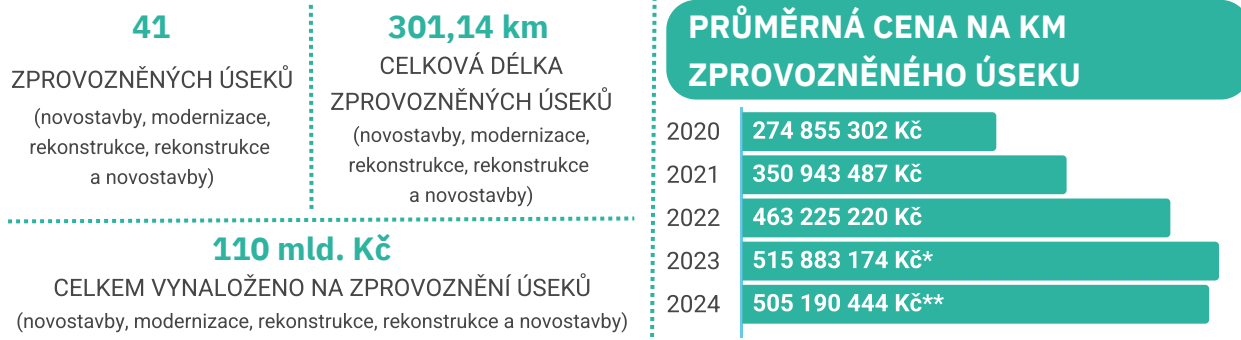 41
ZPROVOZNĚNÝCH ÚSEKŮ
(novostavby, modernizace,
rekonstrukce, rekonstrukce
a novostavby)
301,14 km
CELKOVÁ DÉLKA
ZPROVOZNĚNÝCH ÚSEKŮ
(novostavby, modernizace,
rekonstrukce, rekonstrukce
a novostavby)
110 mld. Kč
CELKEM VYNALOŽENO NA ZPROVOZNĚNÍ ÚSEKŮ
(novostavby, modernizace, rekonstrukce, rekonstrukce a novostavby)
PRŮMĚRNÁ CENA NA KM
ZPROVOZNĚNÉHO ÚSEKU
2020 274 855 302 Kč
2021 350 943 487 Kč
2022 463 225 220 Kč
2023 515 883 174 Kč*
2024 505 190 444 Kč**